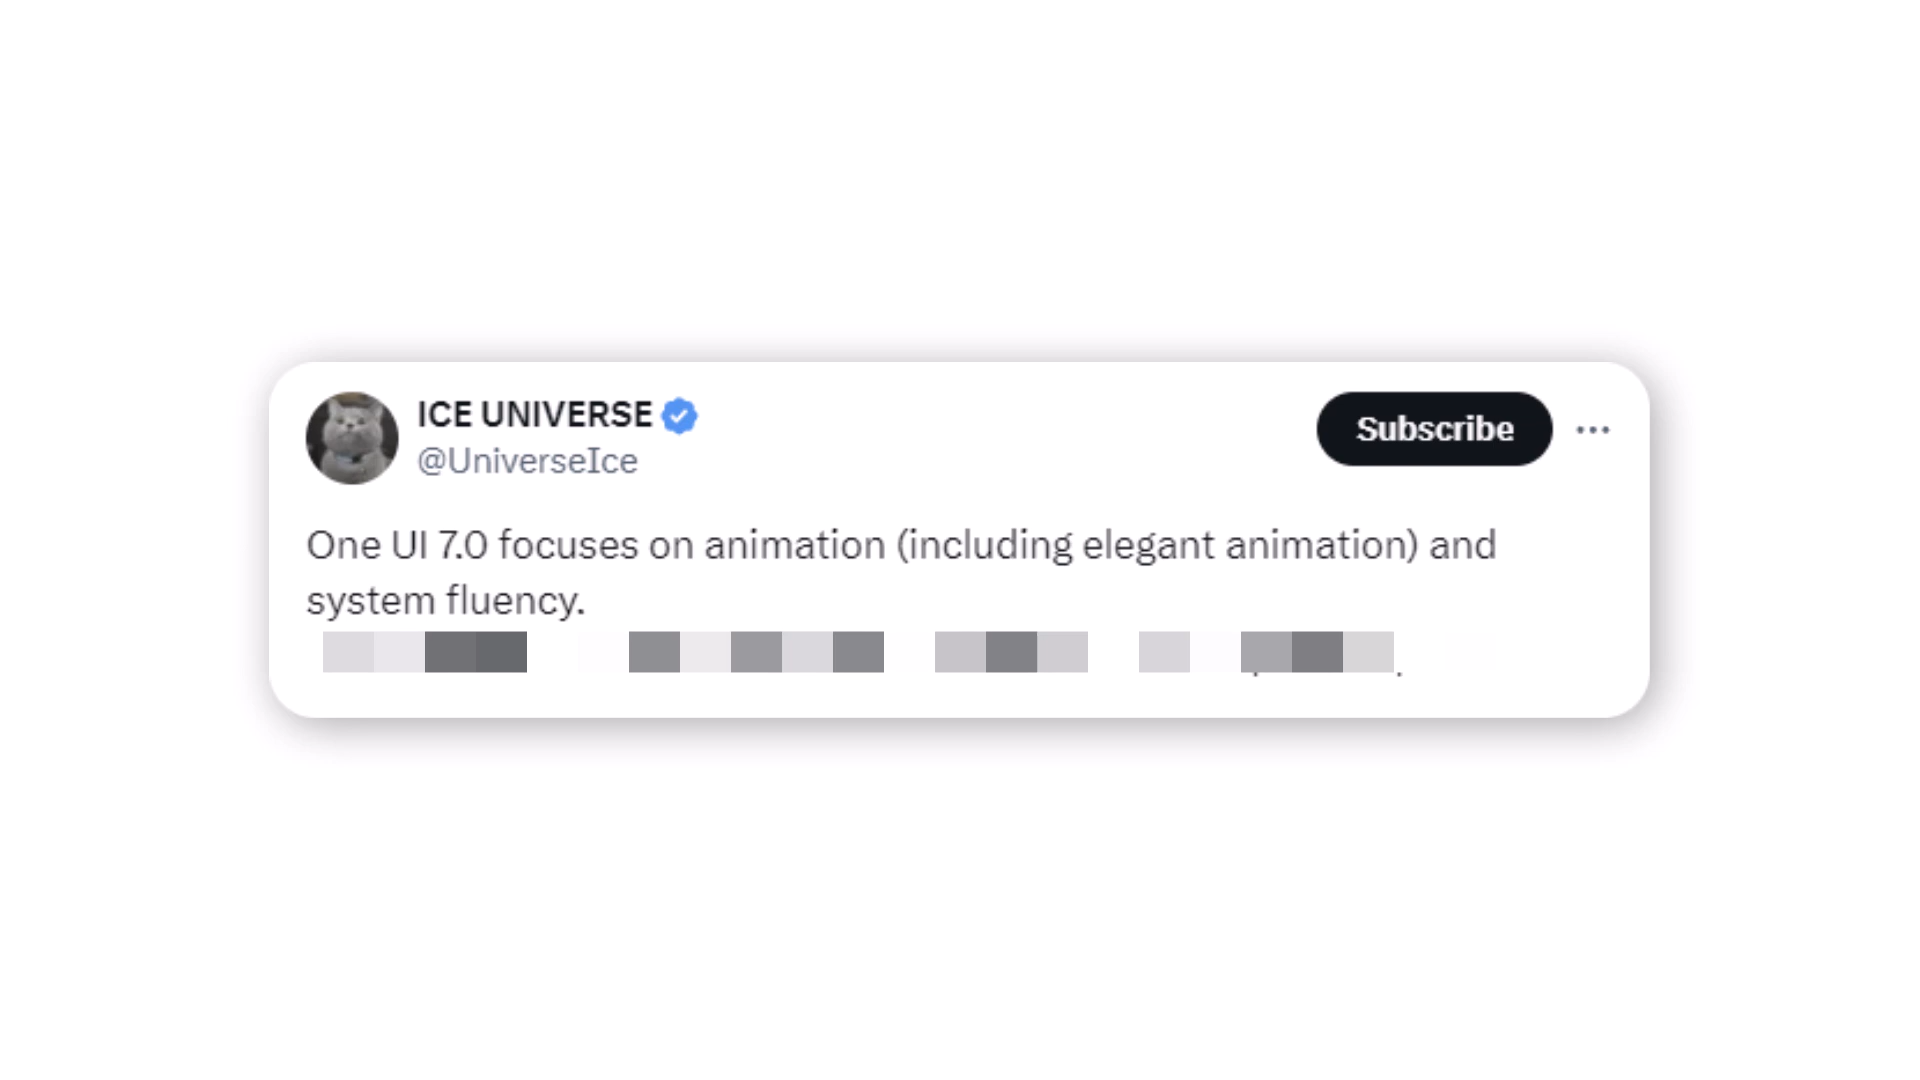 ICE UNIVERSE
@UniverseIce
Subscribe
One UI 7.0 focuses on animation (including elegant animation) and
system fluency.